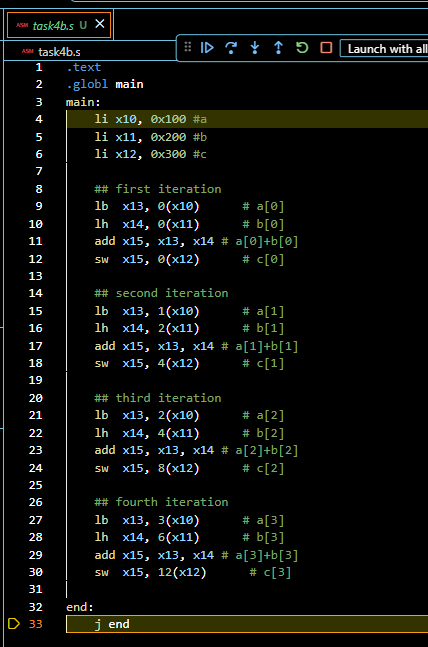 ASM task4b.s U ×
ASM task4b.s
Launch with all
1 .text
2 .globl main
3 main:
4     li x10, 0x100 #a
5     li x11, 0x200 #b
6     li x12, 0x300 #c
7
8     ## first iteration
9     lb  x13, 0(x10)      # a[0]
10     lh  x14, 0(x11)      # b[0]
11     add x15, x13, x14 # a[0]+b[0]
12     sw  x15, 0(x12)      # c[0]
13
14     ## second iteration
15     lb  x13, 1(x10)      # a[1]
16     lh  x14, 2(x11)      # b[1]
17     add x15, x13, x14 # a[1]+b[1]
18     sw  x15, 4(x12)      # c[1]
19
20     ## third iteration
21     lb  x13, 2(x10)      # a[2]
22     lh  x14, 4(x11)      # b[2]
23     add x15, x13, x14 # a[2]+b[2]
24     sw  x15, 8(x12)      # c[2]
25
26     ## fourth iteration
27     lb  x13, 3(x10)      # a[3]
28     lh  x14, 6(x11)      # b[3]
29     add x15, x13, x14 # a[3]+b[3]
30     sw  x15, 12(x12)      # c[3]
31
32 end:
33     j end